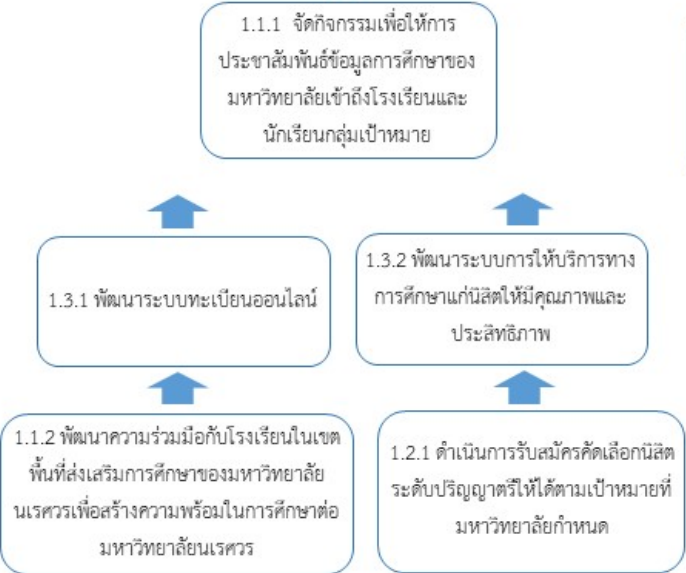 1.1.1 จัดกิจกรรมเพื่อให้การ
ประชาสัมพันธ์ข้อมูลการศึกษาของ
มหาวิทยาลัยเข้าถึงโรงเรียนและ
นักเรียนกลุ่มเป้าหมาย
1.3.1 พัฒนาระบบทะเบียนออนไลน์
1.3.2 พัฒนาระบบการให้บริการทาง
การศึกษาแก่นิสิตให้มีคุณภาพและ
ประสิทธิภาพ
1.1.2 พัฒนาความร่วมมือกับโรงเรียนในเขต
พื้นที่ส่งเสริมการศึกษาของมหาวิทยาลัย
นเรศวรเพื่อสร้างความพร้อมในการศึกษาต่อ
มหาวิทยาลัยนเรศวร
1.2.1 ดำเนินการรับสมัครคัดเลือกนิสิต
ระดับปริญญาตรีให้ได้ตามเป้าหมายที่
มหาวิทยาลัยกำหนด